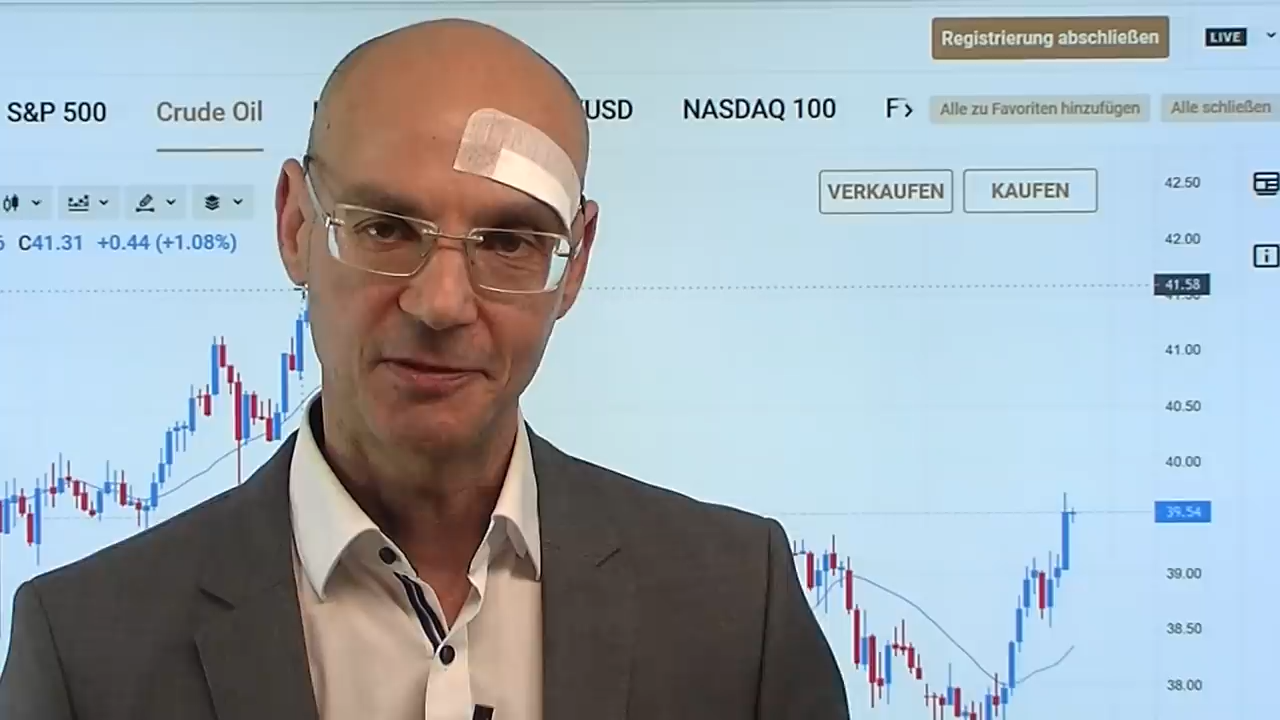 Registrierung abschließen
LIVE
S&P 500
Crude Oil
USD
NASDAQ 100
F
Alle zu Favoriten hinzufügen
Alle schließen
VERKAUFEN
KAUFEN
C41.31 +0.44 (+1.08%)
42.50
42.00
41.58
41.00
40.50
40.00
39.54
39.00
38.50
38.00